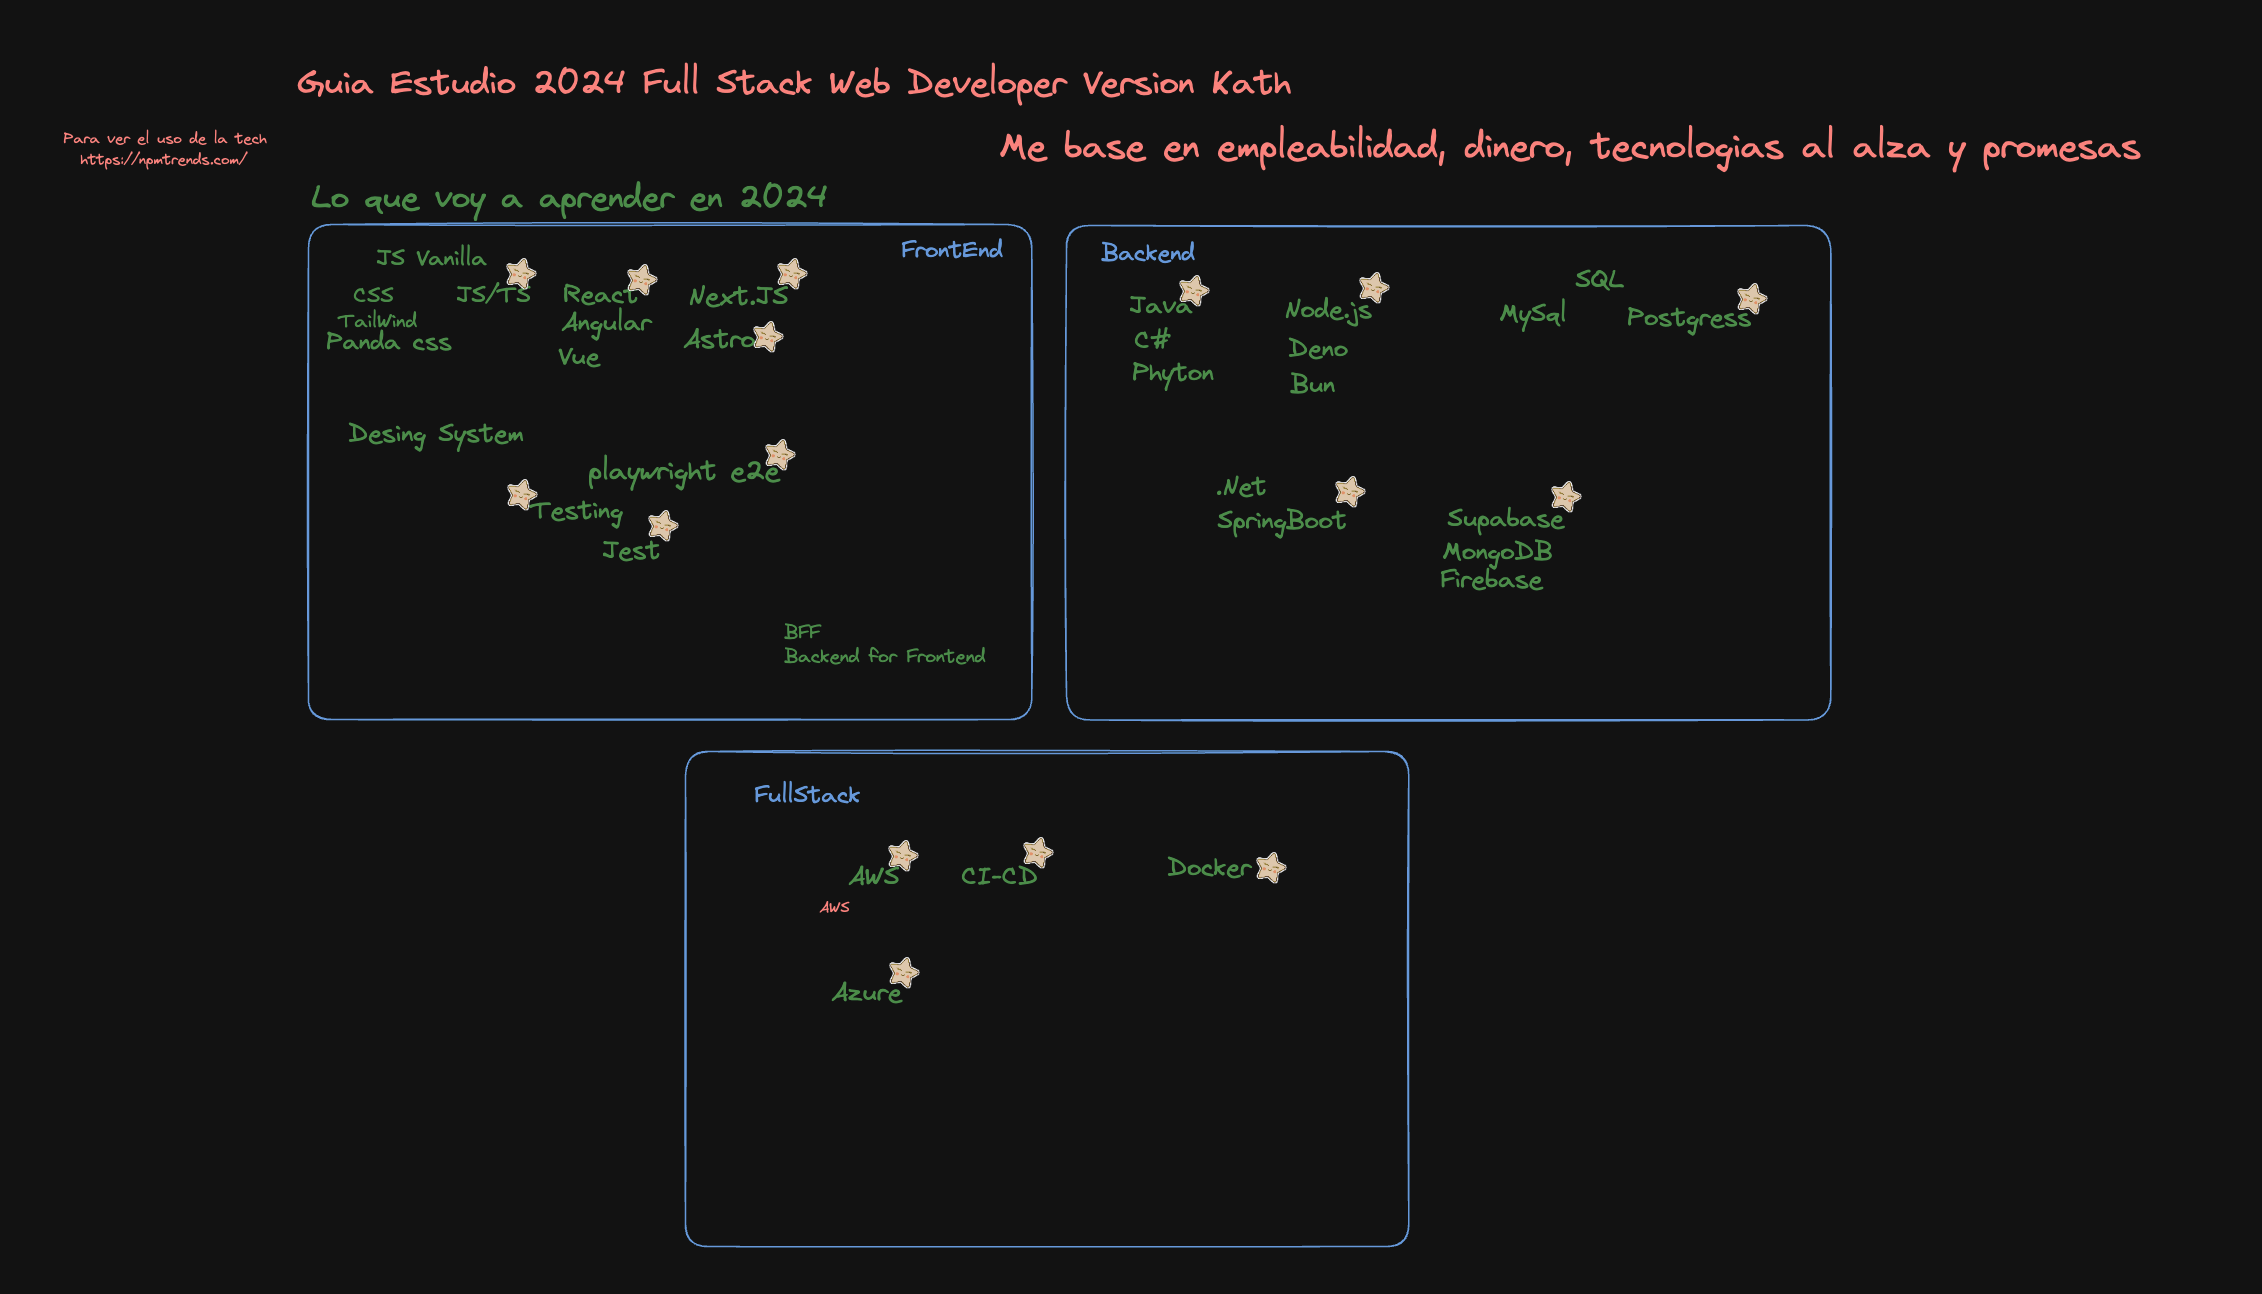 Guia Estudio 2024 Full Stack Web Developer Version Kath
Para ver el uso de la tech
https://npmtrends.com/
Me base en empleabilidad, dinero, tecnologias al alza y promesas
Lo que voy a aprender en 2024
FrontEnd
JS Vanilla
CSS
JS/TS
React
Next.JS
TailWind
Angular
Panda css
Astro
Vue
Desing System
playwright e2e
Testing
Jest
BFF
Backend for Frontend
Backend
SQL
Java
Node.js
MySql
Postgress
C#
Deno
Phyton
Bun
.Net
SpringBoot
Supabase
MongoDB
Firebase
FullStack
AWS
CI-CD
Docker
AWS
Azure